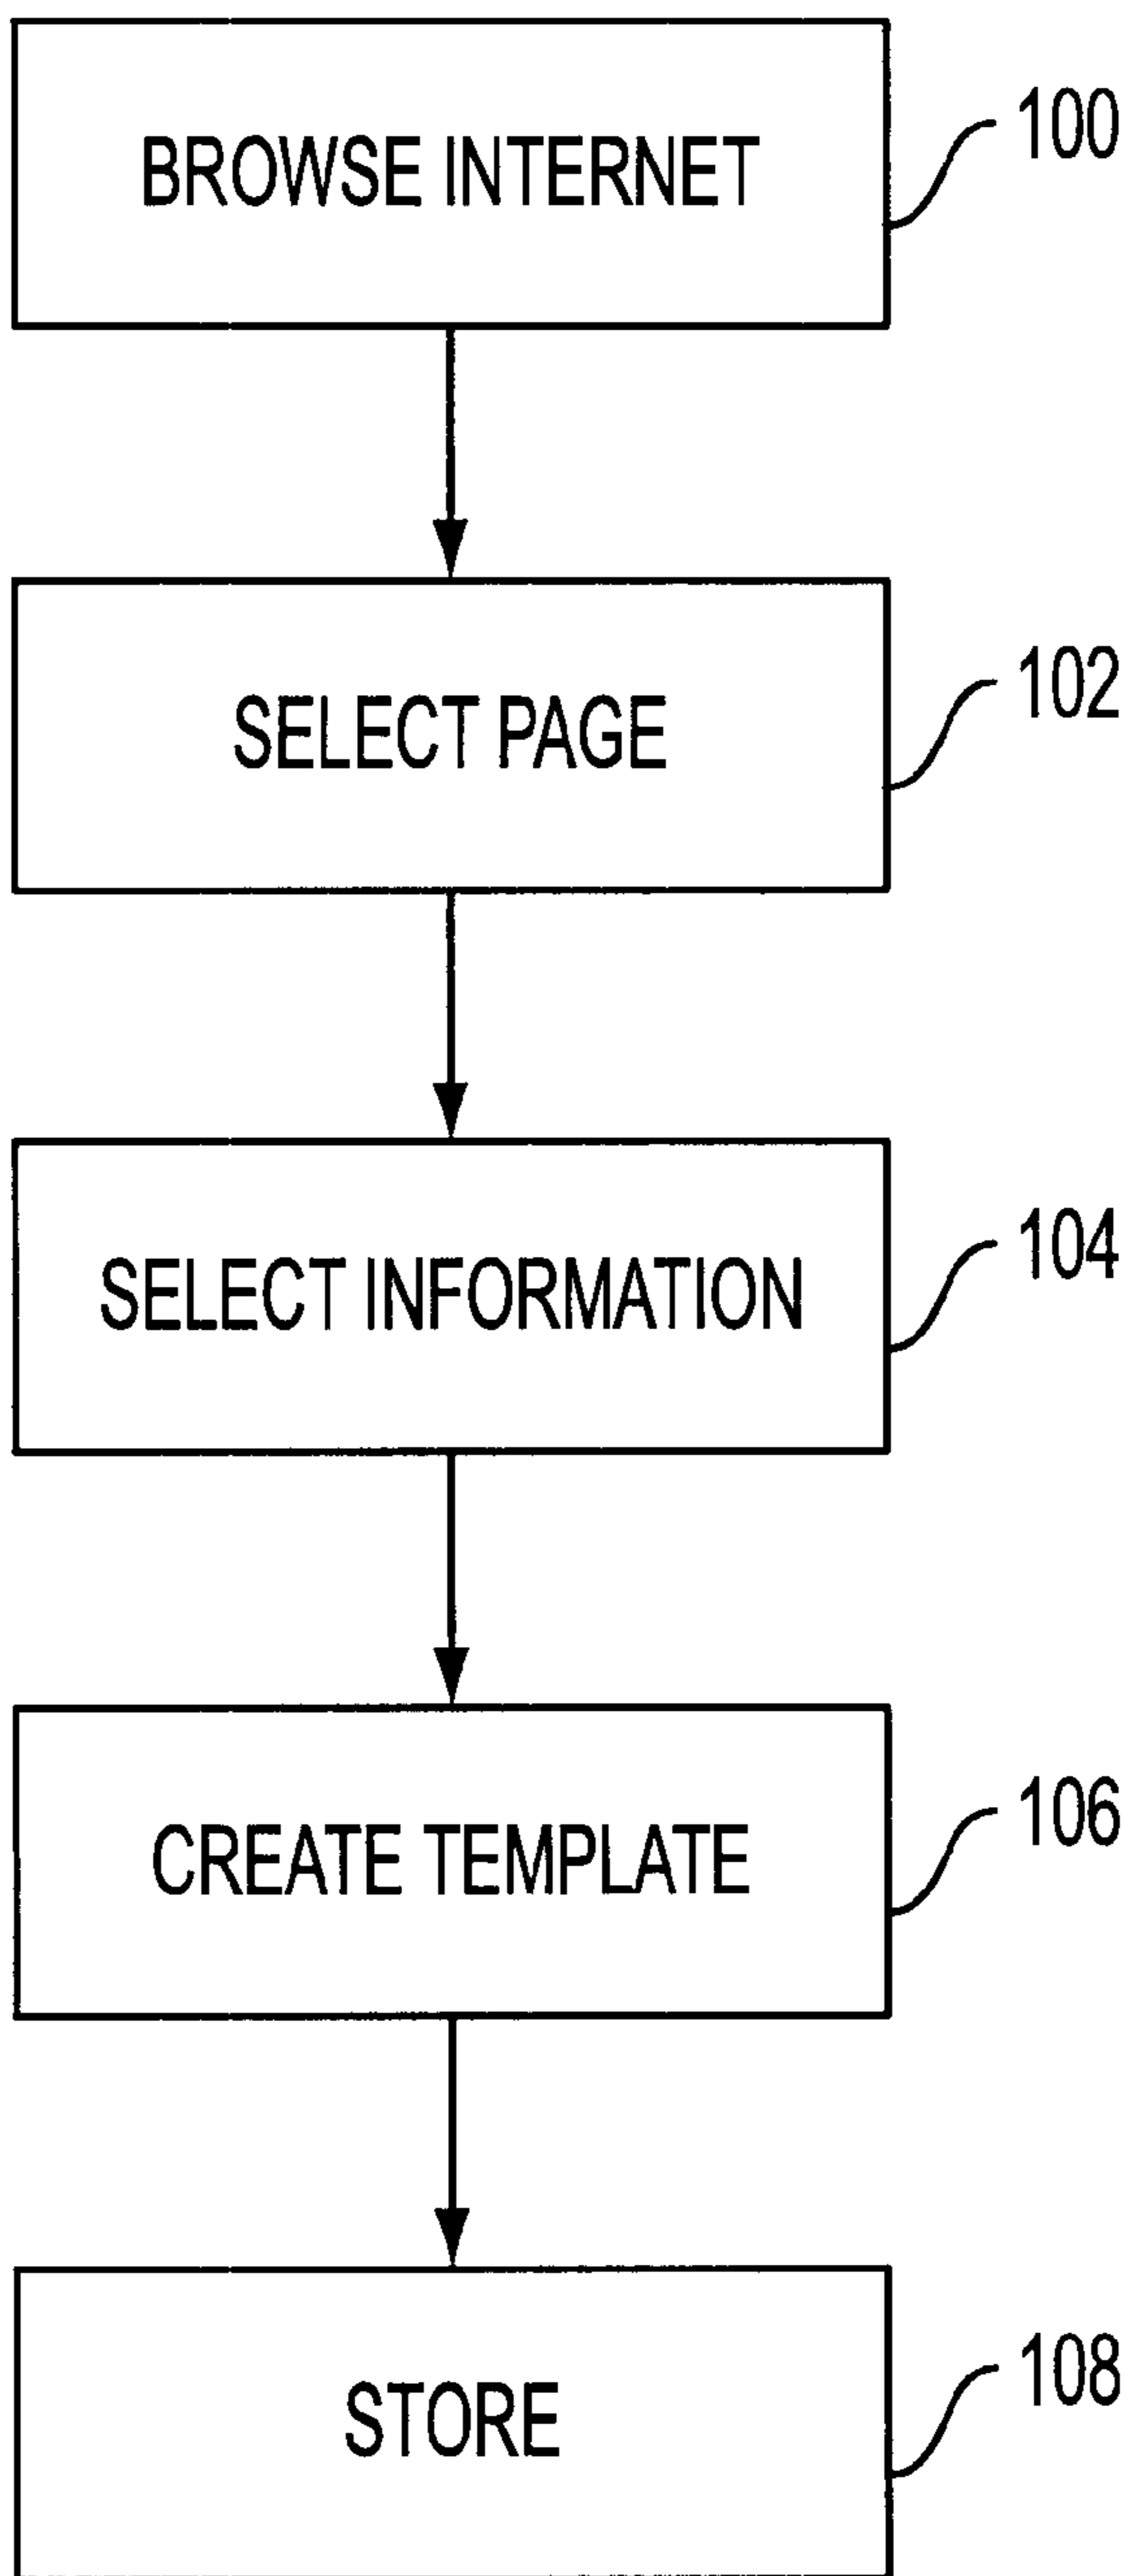 BROWSE INTERNET
100
SELECT PAGE
102
SELECT INFORMATION
104
CREATE TEMPLATE
106
STORE
108